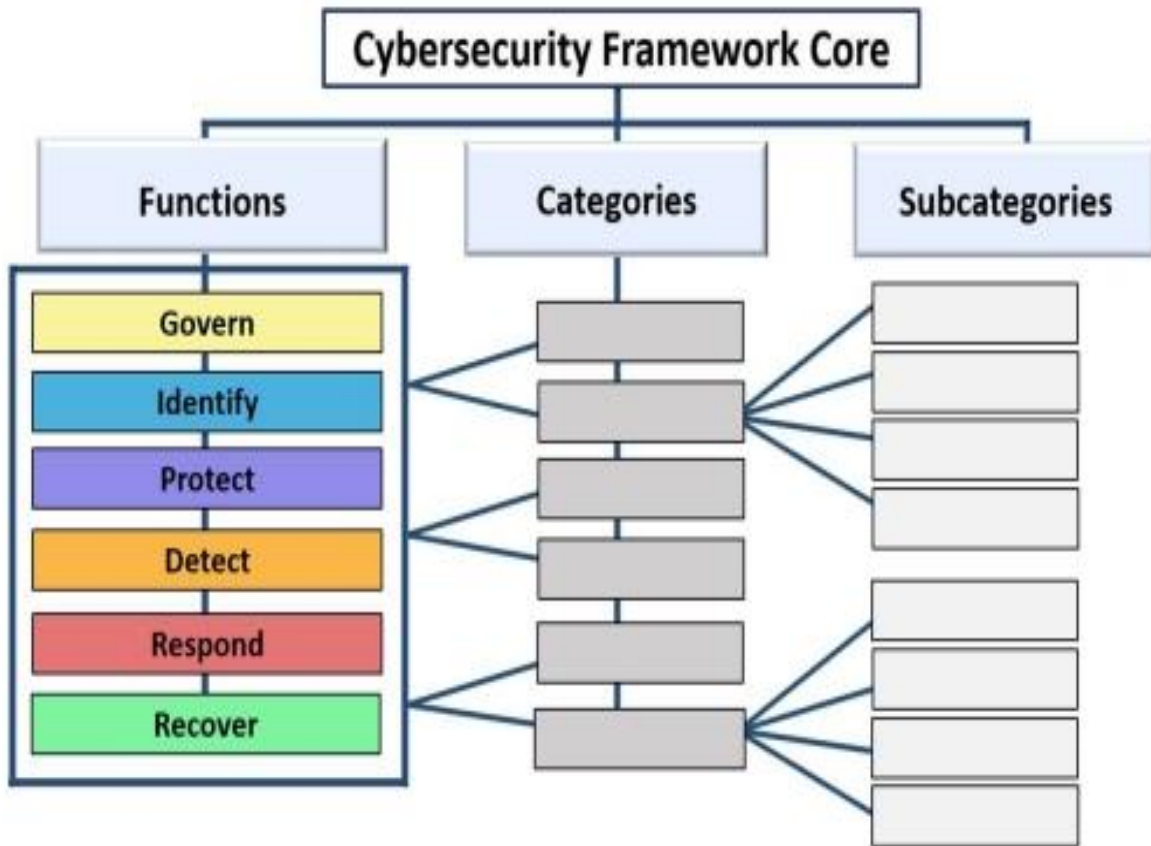 Cybersecurity Framework Core
Functions
Categories
Subcategories
Govern
Identify
Protect
Detect
Respond
Recover